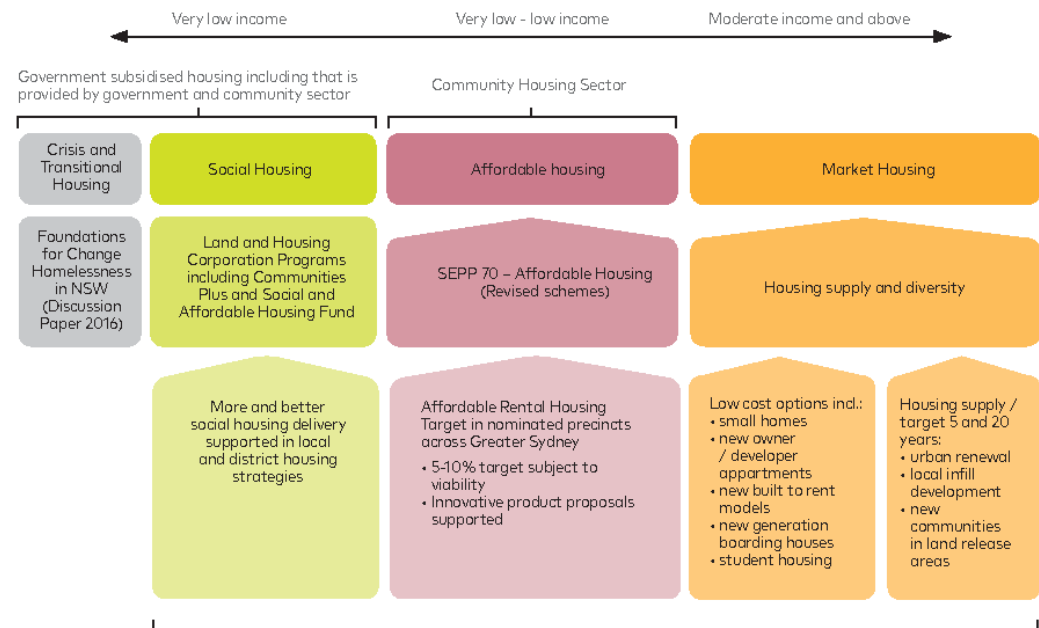 Very low income
Very low - low income
Moderate income and above
Government subsidised housing including that is
provided by government and community sector
Community Housing Sector
Crisis and
Transitional
Housing
Social Housing
Affordable housing
Market Housing
Foundations
for Change
Homelessness
in NSW
(Discussion
Paper 2016)
Land and Housing
Corporation Programs
including Communities
Plus and Social and
Affordable Housing Fund
SEPP 70 – Affordable Housing
(Revised schemes)
Housing supply and diversity
More and better
social housing delivery
supported in local
and district housing
strategies
Affordable Rental Housing
Target in nominated precincts
across Greater Sydney
• 5-10% target subject to
viability
• Innovative product proposals
supported
Low cost options incl.:
• small homes
• new owner
/ developer
appartments
• new built to rent
models
• new generation
boarding houses
• student housing
Housing supply /
target 5 and 20
years:
• urban renewal
• local infill
development
• new
communities
in land release
areas